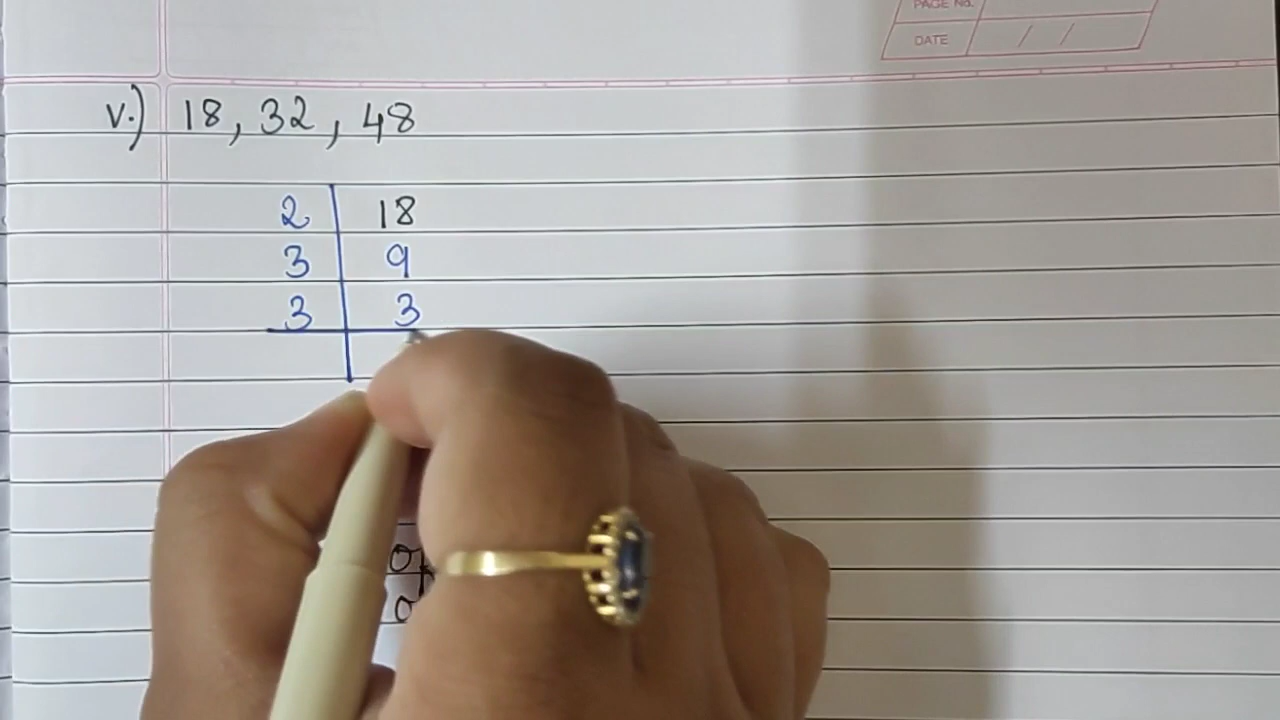 PAGE No.
DATE / /
v.) 18, 32, 48
2 18
3 9
3 3